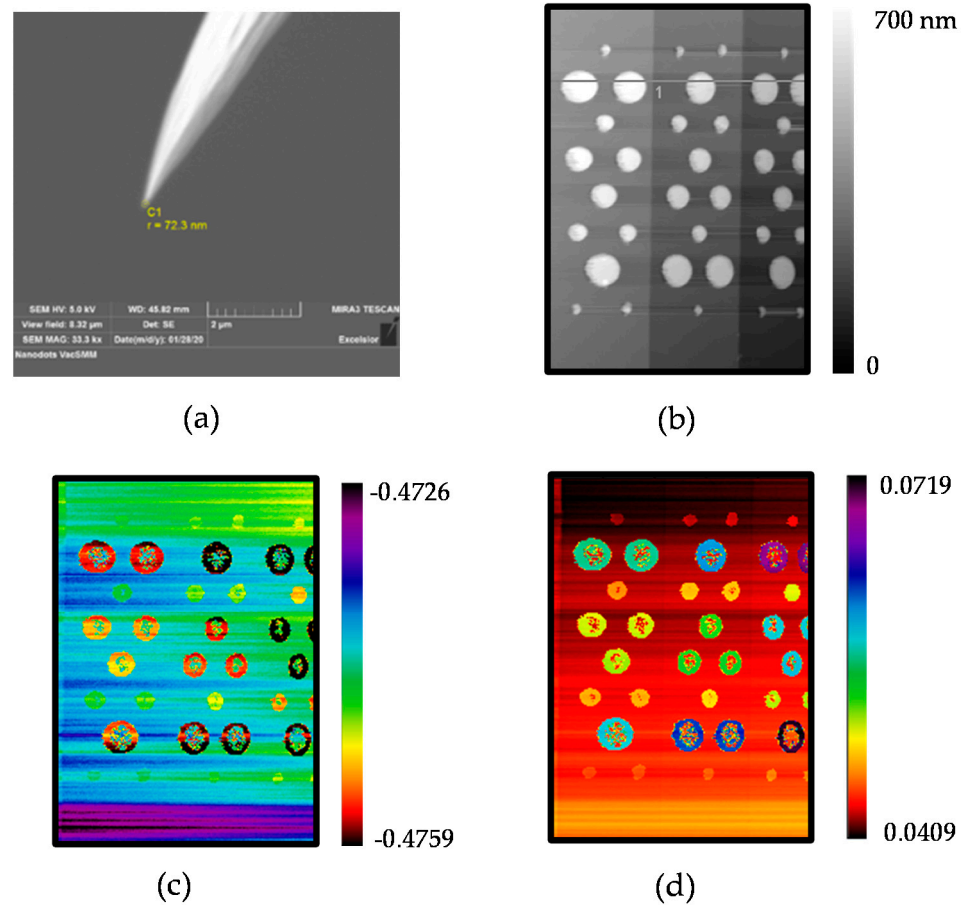 C1
r = 72.3 nm
SEM HV: 5.0 kV WD: 45.82 mm MIRA3 TESCAN
View field: 8.32 µm Det: SE 2 µm
SEM MAG: 33.3 kx Date(m/d/y): 01/28/20 Excelsior
Nanodots VacSMM
(a)
700 nm
1
0
(b)
-0.4726
-0.4759
(c)
0.0719
0.0409
(d)